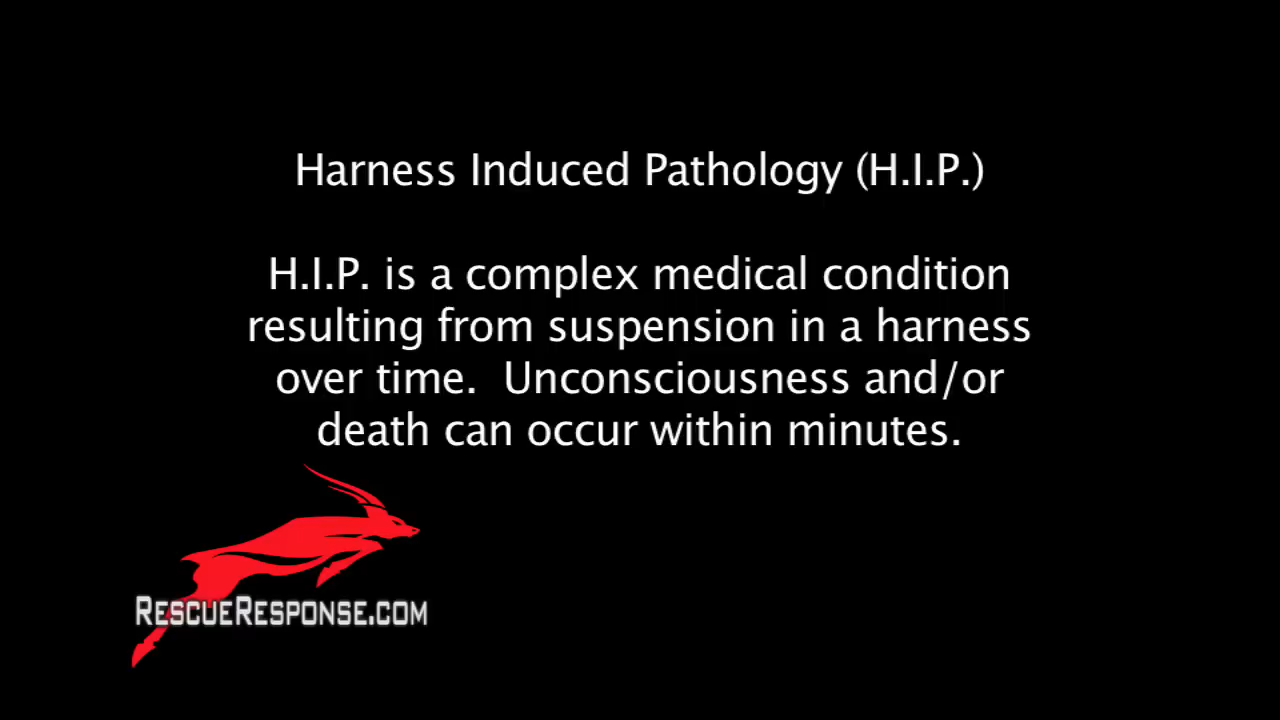 Harness Induced Pathology (H.I.P.)
H.I.P. is a complex medical condition
resulting from suspension in a harness
over time.  Unconsciousness and/or
death can occur within minutes.
RESCUERESPONSE.COM